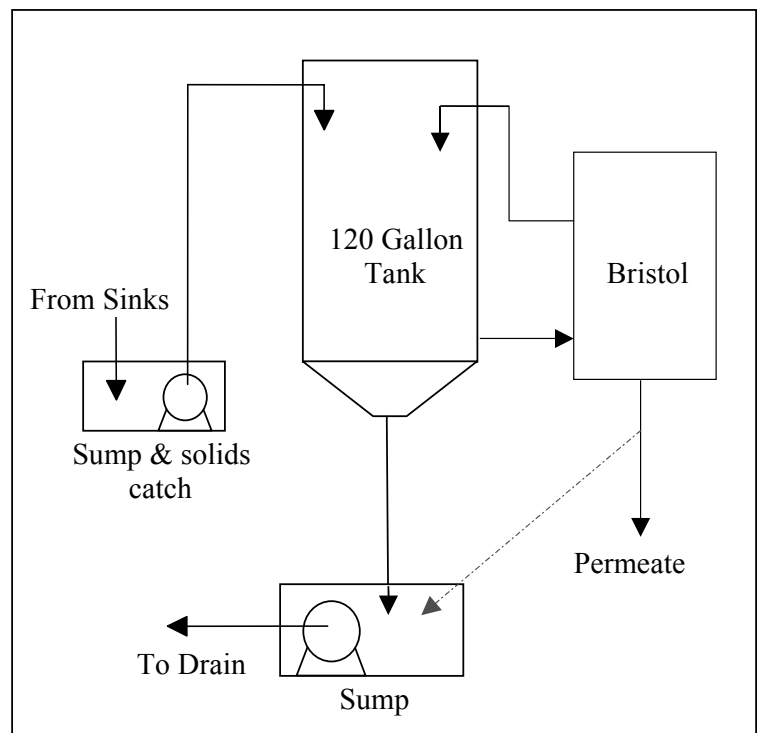 120 Gallon
Tank
Bristol
From Sinks
Sump & solids
catch
Permeate
To Drain
Sump